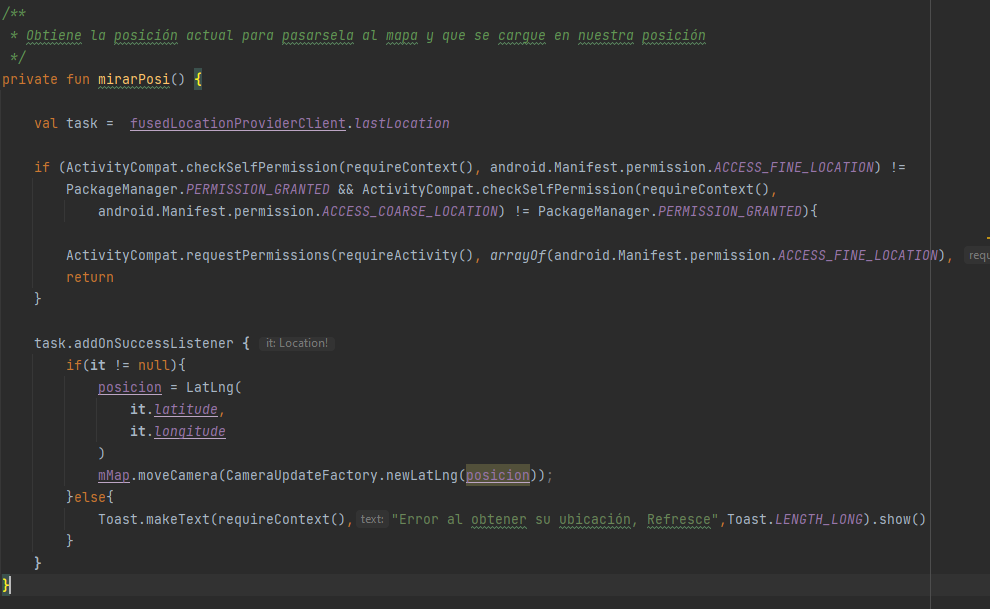 /**
 * Obtiene la posición actual para pasarsela al mapa y que se cargue en nuestra posición
 */
private fun mirarPosi() {
    val task =  fusedLocationProviderClient.lastLocation
    if (ActivityCompat.checkSelfPermission(requireContext(), android.Manifest.permission.ACCESS_FINE_LOCATION) !=
        PackageManager.PERMISSION_GRANTED && ActivityCompat.checkSelfPermission(requireContext(),
            android.Manifest.permission.ACCESS_COARSE_LOCATION) != PackageManager.PERMISSION_GRANTED){
        ActivityCompat.requestPermissions(requireActivity(), arrayOf(android.Manifest.permission.ACCESS_FINE_LOCATION),
        return
    }
    task.addOnSuccessListener { it: Location!
        if(it != null){
            posicion = LatLng(
                it.latitude,
                it.longitude
            )
            mMap.moveCamera(CameraUpdateFactory.newLatLng(posicion));
        }else{
            Toast.makeText(requireContext(), text: "Error al obtener su ubicación, Refresce",Toast.LENGTH_LONG).show()
        }
    }
}